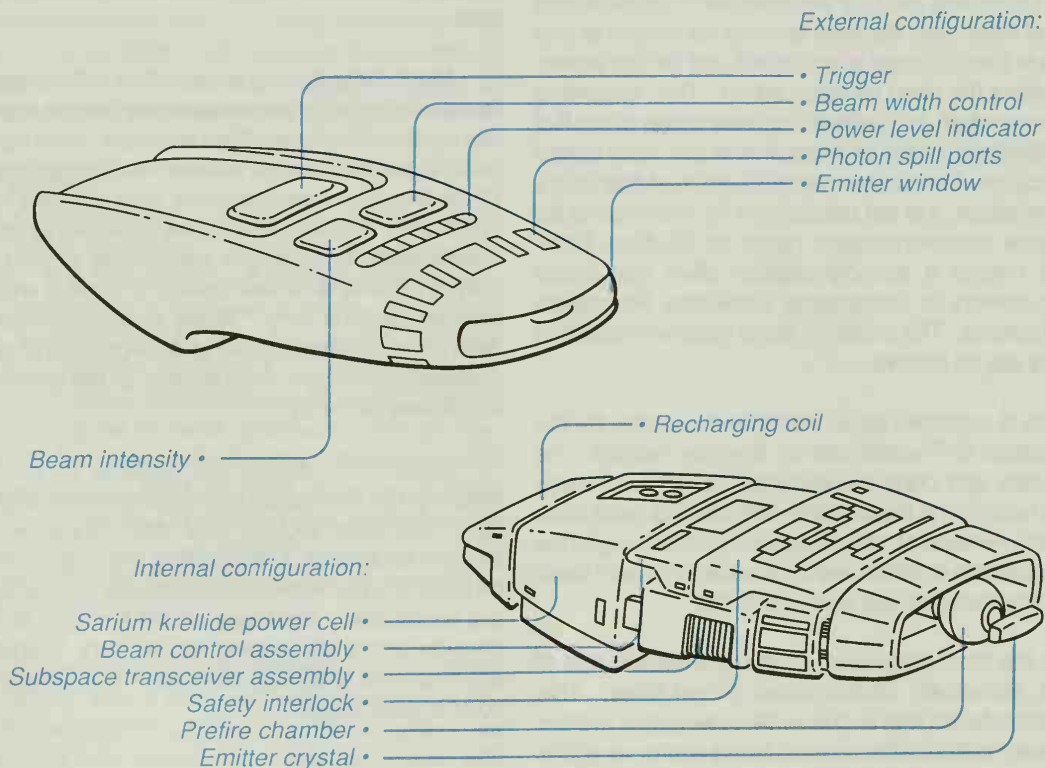 External configuration:
• Trigger
• Beam width control
• Power level indicator
• Photon spill ports
• Emitter window
Beam intensity •
• Recharging coil
Internal configuration:
Sarium krellide power cell •
Beam control assembly •
Subspace transceiver assembly •
Safety interlock •
Prefire chamber •
Emitter crystal •